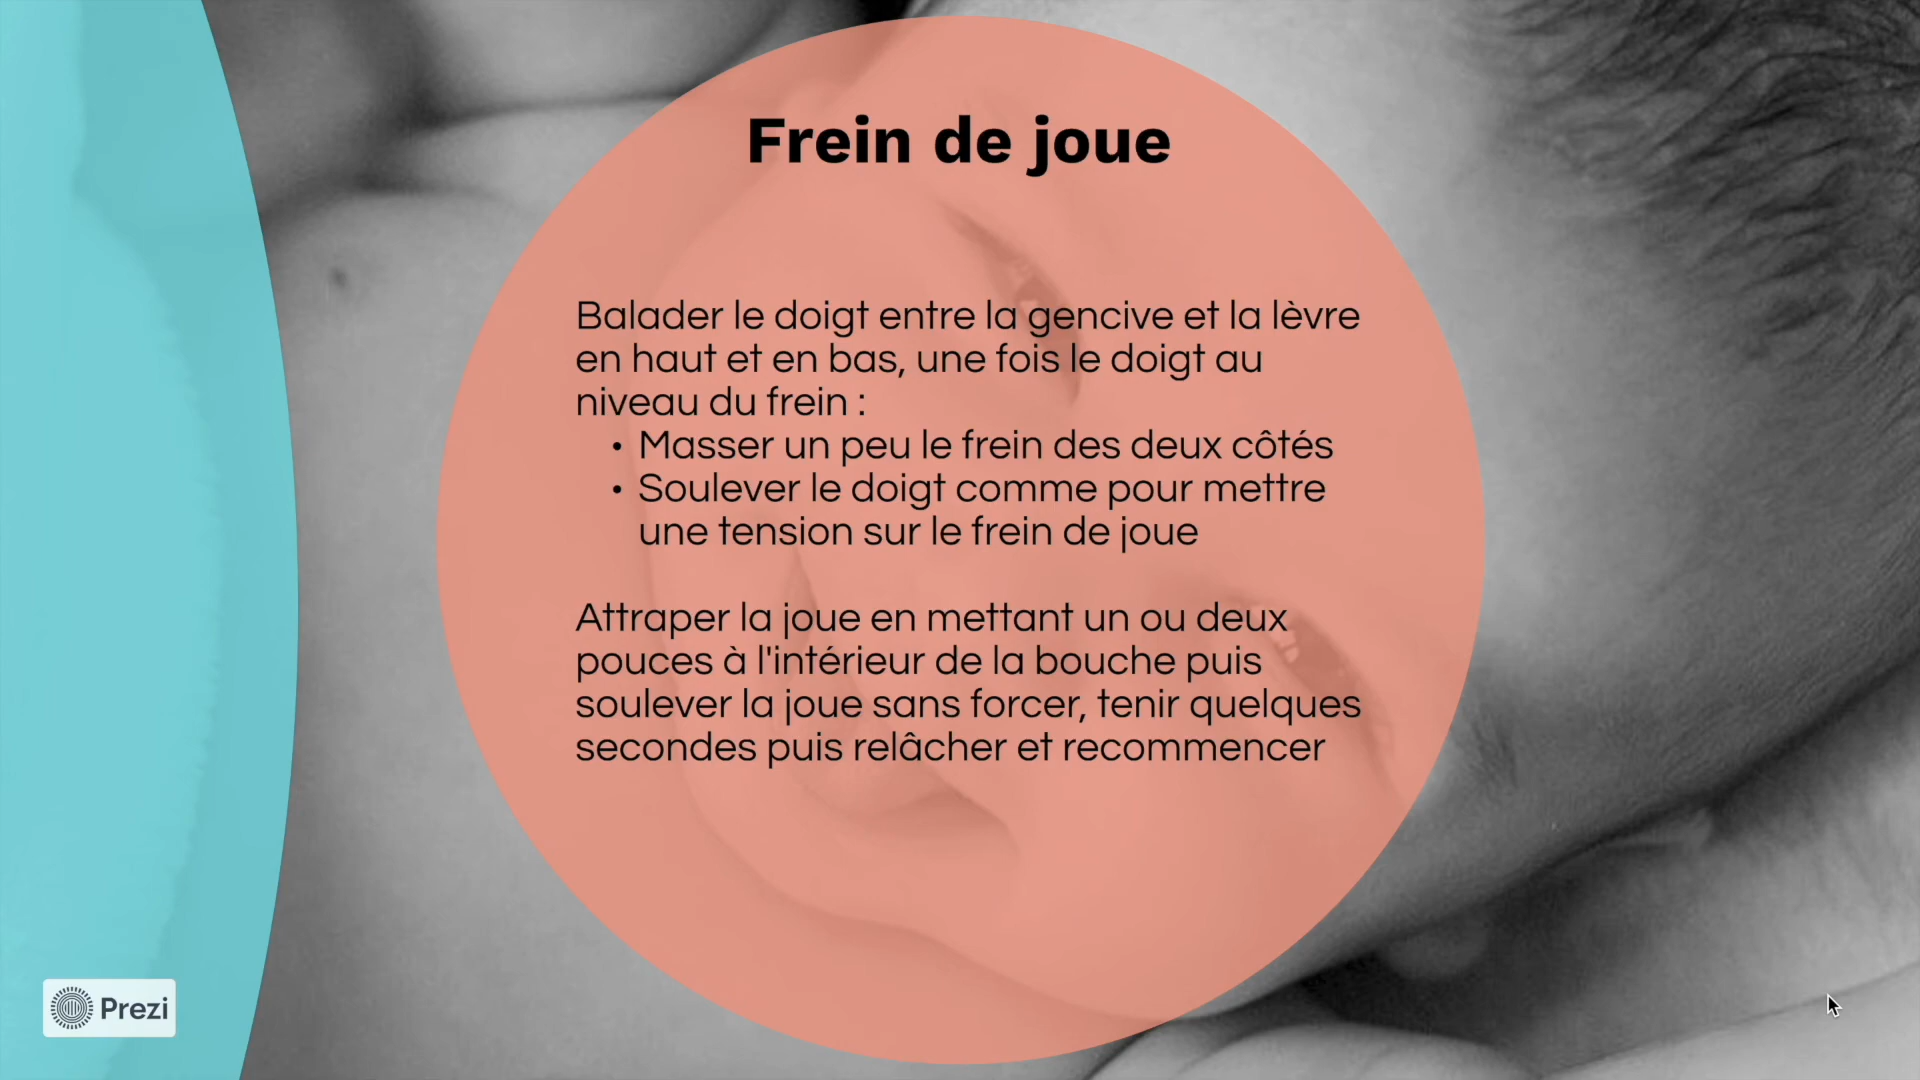 Frein de joue
Balader le doigt entre la gencive et la lèvre
en haut et en bas, une fois le doigt au
niveau du frein :
• Masser un peu le frein des deux côtés
• Soulever le doigt comme pour mettre
une tension sur le frein de joue
Attraper la joue en mettant un ou deux
pouces à l'intérieur de la bouche puis
soulever la joue sans forcer, tenir quelques
secondes puis relâcher et recommencer
Prezi